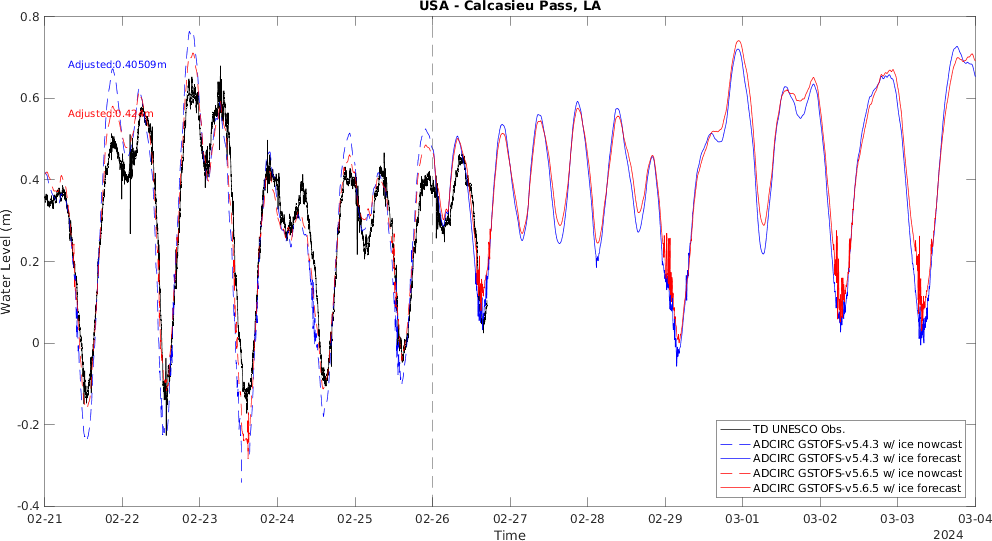 USA - Calcasieu Pass, LA
0.8
0.6
0.4
0.2
0
-0.2
-0.4
Water Level (m)
Adjusted:0.40509m
Adjusted:0.42
TD UNESCO Obs.
ADCIRC GSTOFS-v5.4.3 w/ ice nowcast
ADCIRC GSTOFS-v5.4.3 w/ ice forecast
ADCIRC GSTOFS-v5.6.5 w/ ice nowcast
ADCIRC GSTOFS-v5.6.5 w/ ice forecast
02-21 02-22 02-23 02-24 02-25 02-26 02-27 02-28 02-29 03-01 03-02 03-03 03-04
Time
2024